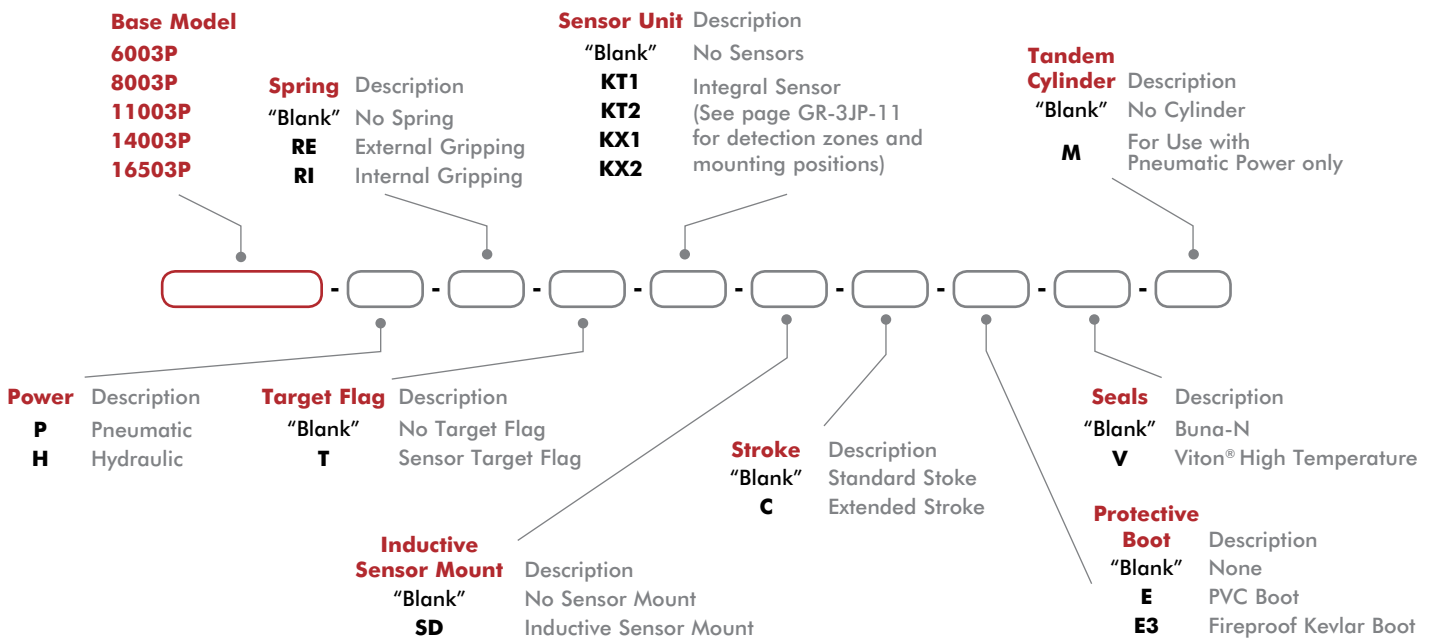 Base Model
6003P
8003P
11003P
14003P
16503P
Spring Description
"Blank" No Spring
RE External Gripping
RI Internal Gripping
Sensor Unit Description
"Blank" No Sensors
KT1 Integral Sensor
KT2 (See page GR-3JP-11
KX1 for detection zones and
KX2 mounting positions)
Tandem
Cylinder Description
"Blank" No Cylinder
M For Use with
Pneumatic Power only
- - - - - - - - -
Power Description
P Pneumatic
H Hydraulic
Target Flag Description
"Blank" No Target Flag
T Sensor Target Flag
Inductive
Sensor Mount Description
"Blank" No Sensor Mount
SD Inductive Sensor Mount
Stroke Description
"Blank" Standard Stoke
C Extended Stroke
Seals Description
"Blank" Buna-N
V Viton® High Temperature
Protective
Boot Description
"Blank" None
E PVC Boot
E3 Fireproof Kevlar Boot